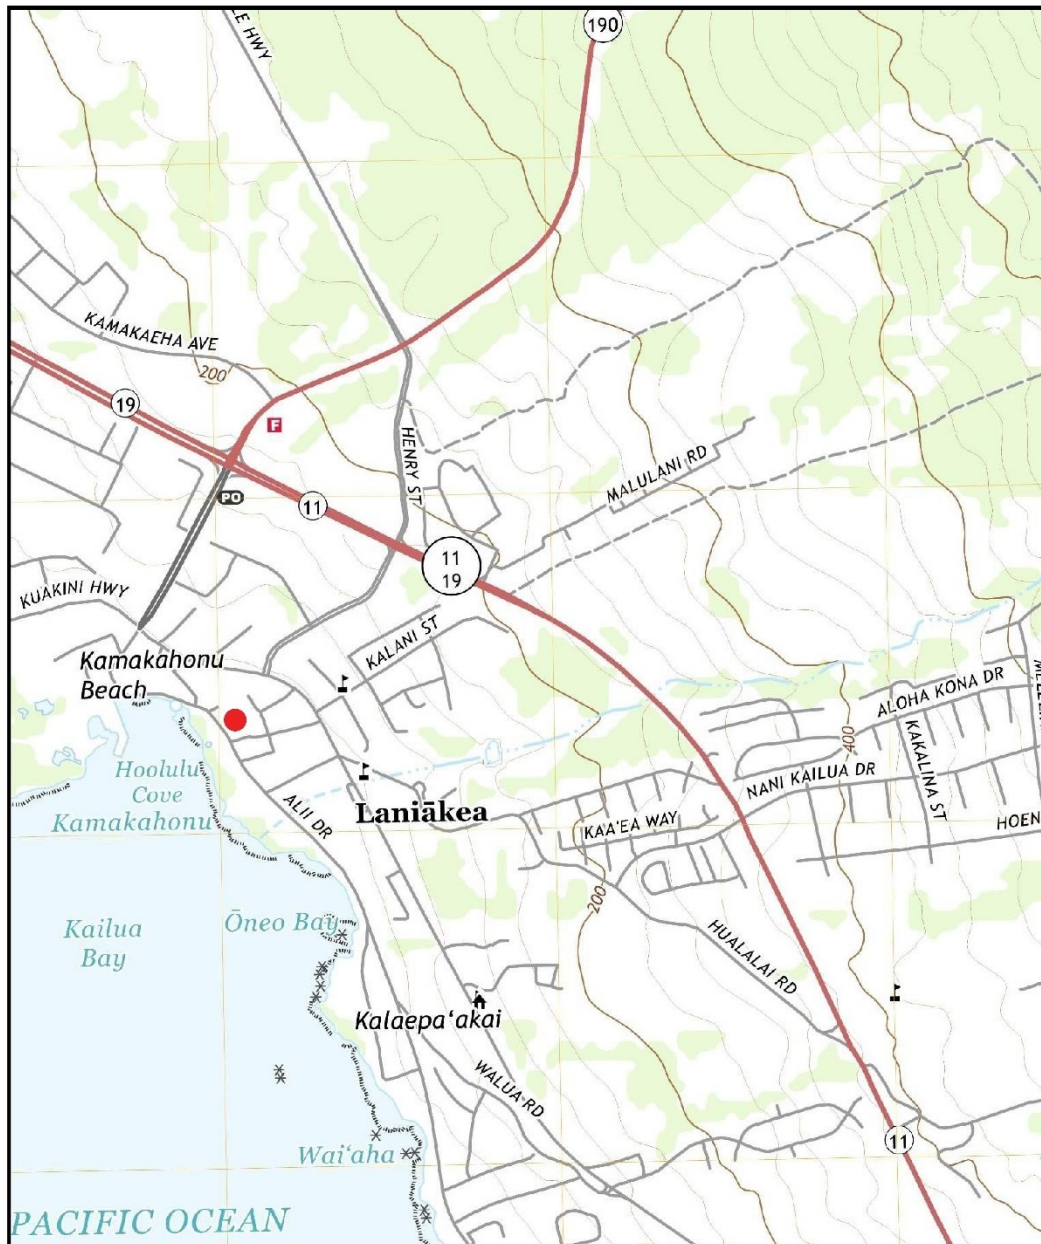 190
LE HWY
KAMAKAEHA AVE
200
19
F
HENRY ST
MALULANI RD
PO
11
11
19
KUAKINI HWY
KALANI ST
Kamakahonu
Beach
ALOHA KONA DR
400
KAKALINA ST
NANI KAILUA DR
Hoolulu
Cove
Kamakahonu
ALII DR
Laniākea
KAA'EA WAY
HOEN
200
Kailua
Bay
Ōneo Bay
HUALALAI RD
Kalaepa‘akai
WALUA RD
11
Wai‘aha
PACIFIC OCEAN